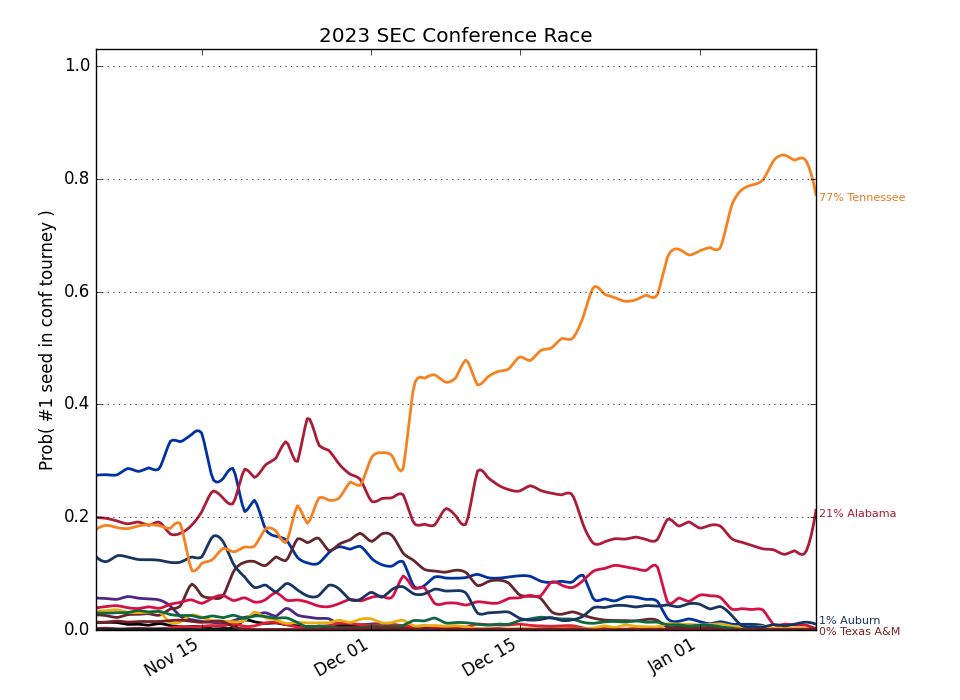 2023 SEC Conference Race
Prob( #1 seed in conf tourney )
1.0
0.8
0.6
0.4
0.2
0.0
77% Tennessee
21% Alabama
1% Auburn
0% Texas A&M
Nov 15
Dec 01
Dec 15
Jan 01